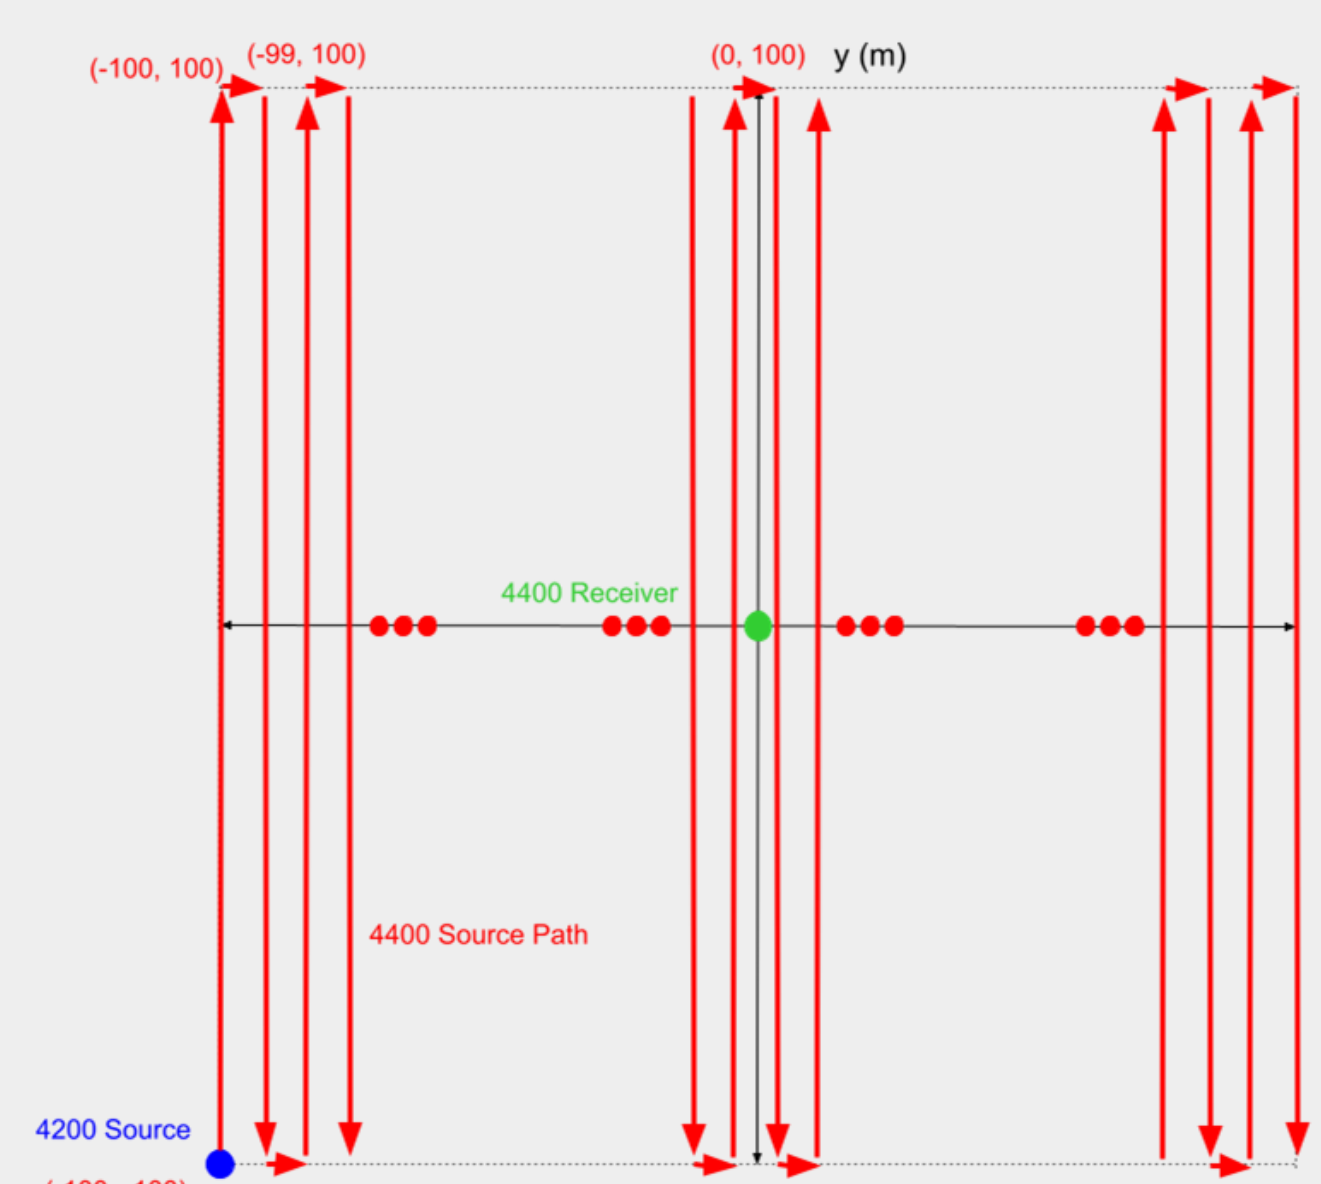 (-99, 100)
(0, 100) y (m)
(-100, 100)
4400 Receiver
4400 Source Path
4200 Source